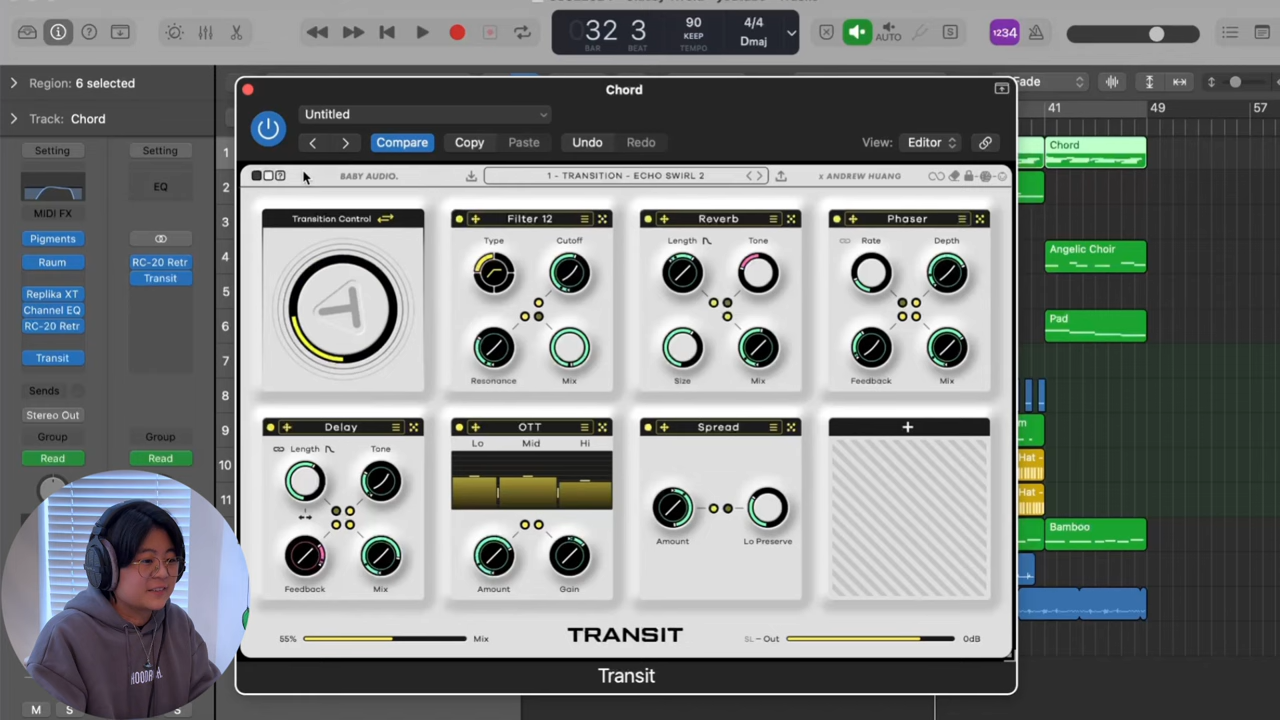 32 3
BAR BEAT
90
KEEP
TEMPO
4/4
Dmaj
AUTO
S
1234
Region: 6 selected
Track: Chord
Chord
Fade
41 49 57
Untitled
Compare
Copy
Paste
Undo
Redo
View: Editor
BABY AUDIO.
1 - TRANSITION - ECHO SWIRL 2
x ANDREW HUANG
Setting
Setting
EQ
MIDI FX
Pigments
Raum
RC-20 Retr
Transit
Replika XT
Channel EQ
RC-20 Retr
Transit
Sends
Stereo Out
Group
Group
Read
Read
M
S
1
2
3
4
5
6
7
8
9
10
11
Transition Control
Filter 12
Type
Cutoff
Resonance
Mix
Reverb
Length
Tone
Size
Mix
Phaser
Rate
Depth
Feedback
Mix
Delay
Length
Tone
Feedback
Mix
OTT
Lo Mid Hi
Amount
Gain
Spread
Amount
Lo Preserve
+
55%
Mix
TRANSIT
SL - Out
0dB
Transit
Chord
Angelic Choir
Pad
Hat -
Hat -
Bamboo
HOODRICH